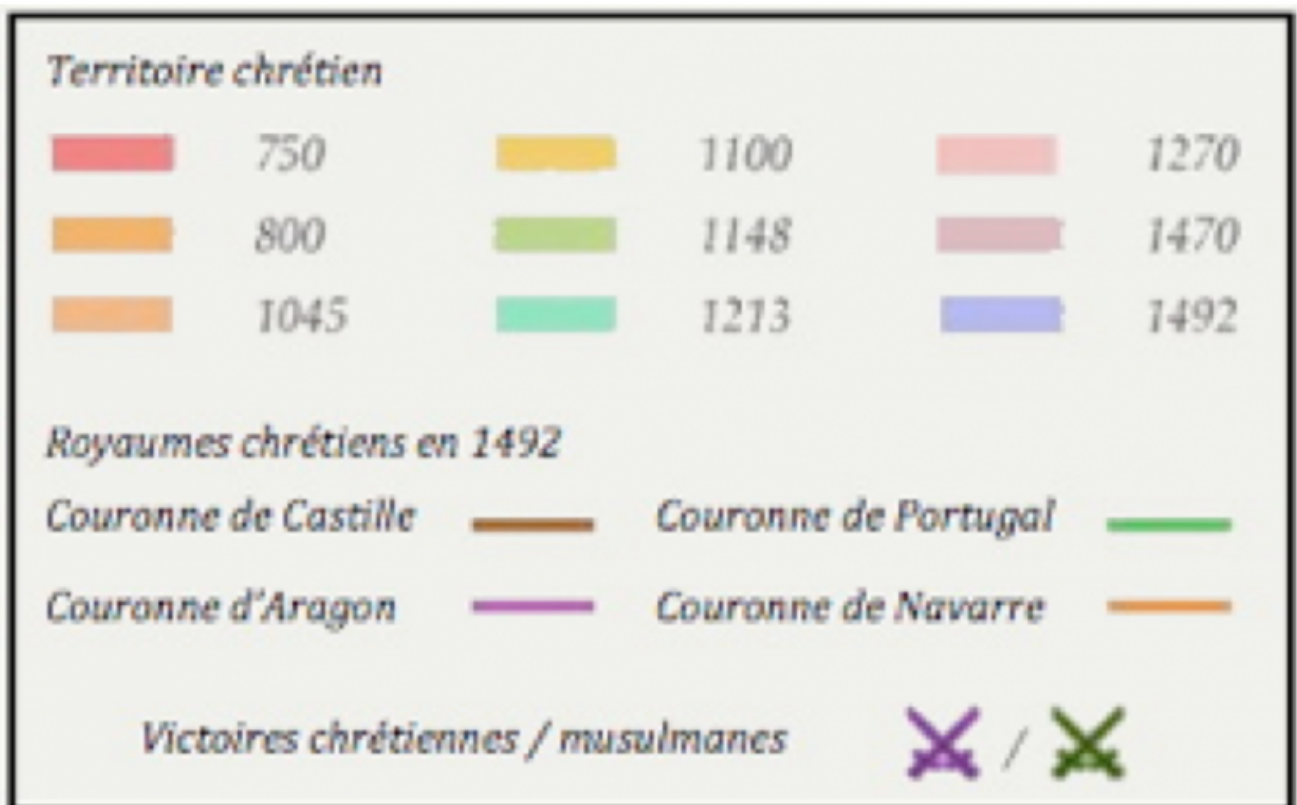 Territoire chrétien
750 1100 1270
800 1148 1470
1045 1213 1492
Royaumes chrétiens en 1492
Couronne de Castille Couronne de Portugal
Couronne d'Aragon Couronne de Navarre
Victoires chrétiennes / musulmanes /